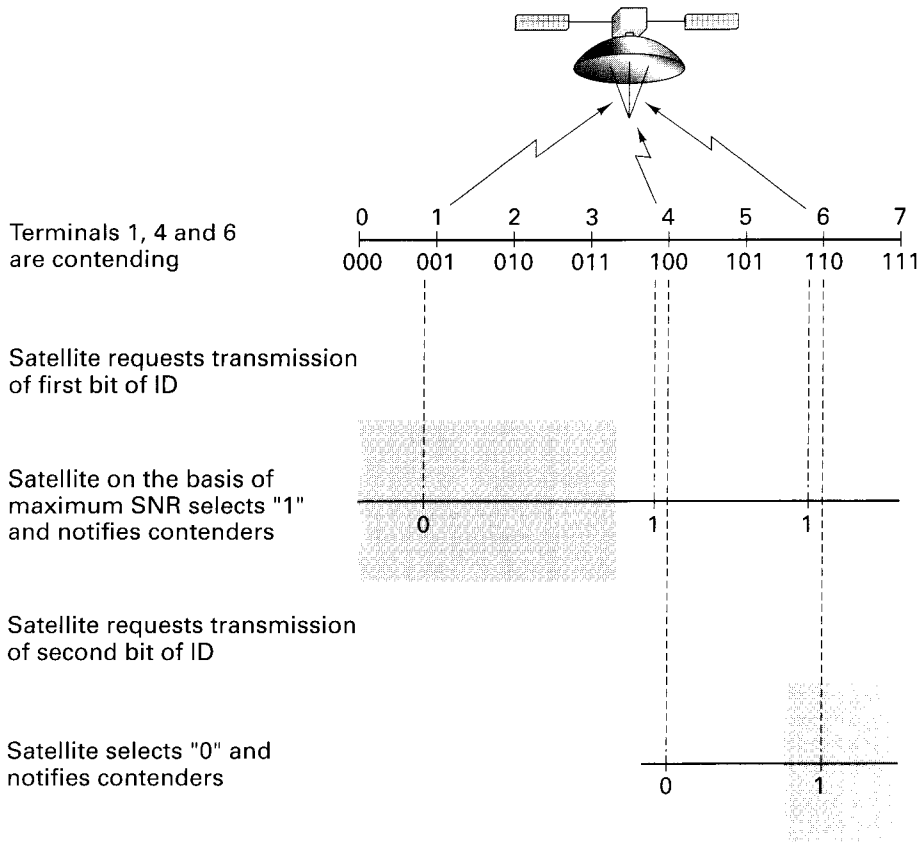 Terminals 1, 4 and 6
are contending
0 1 2 3 4 5 6 7
000 001 010 011 100 101 110 111
Satellite requests transmission
of first bit of ID
Satellite on the basis of
maximum SNR selects "1"
and notifies contenders
0 1 1
Satellite requests transmission
of second bit of ID
Satellite selects "0" and
notifies contenders
0 1